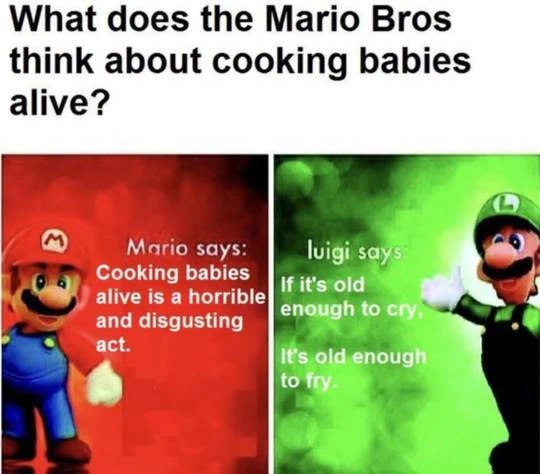 What does the Mario Bros
think about cooking babies
alive?
M
Mario says:
Cooking babies
alive is a horrible
and disgusting
act.
L
luigi says:
If it's old
enough to cry,
It's old enough
to fry.